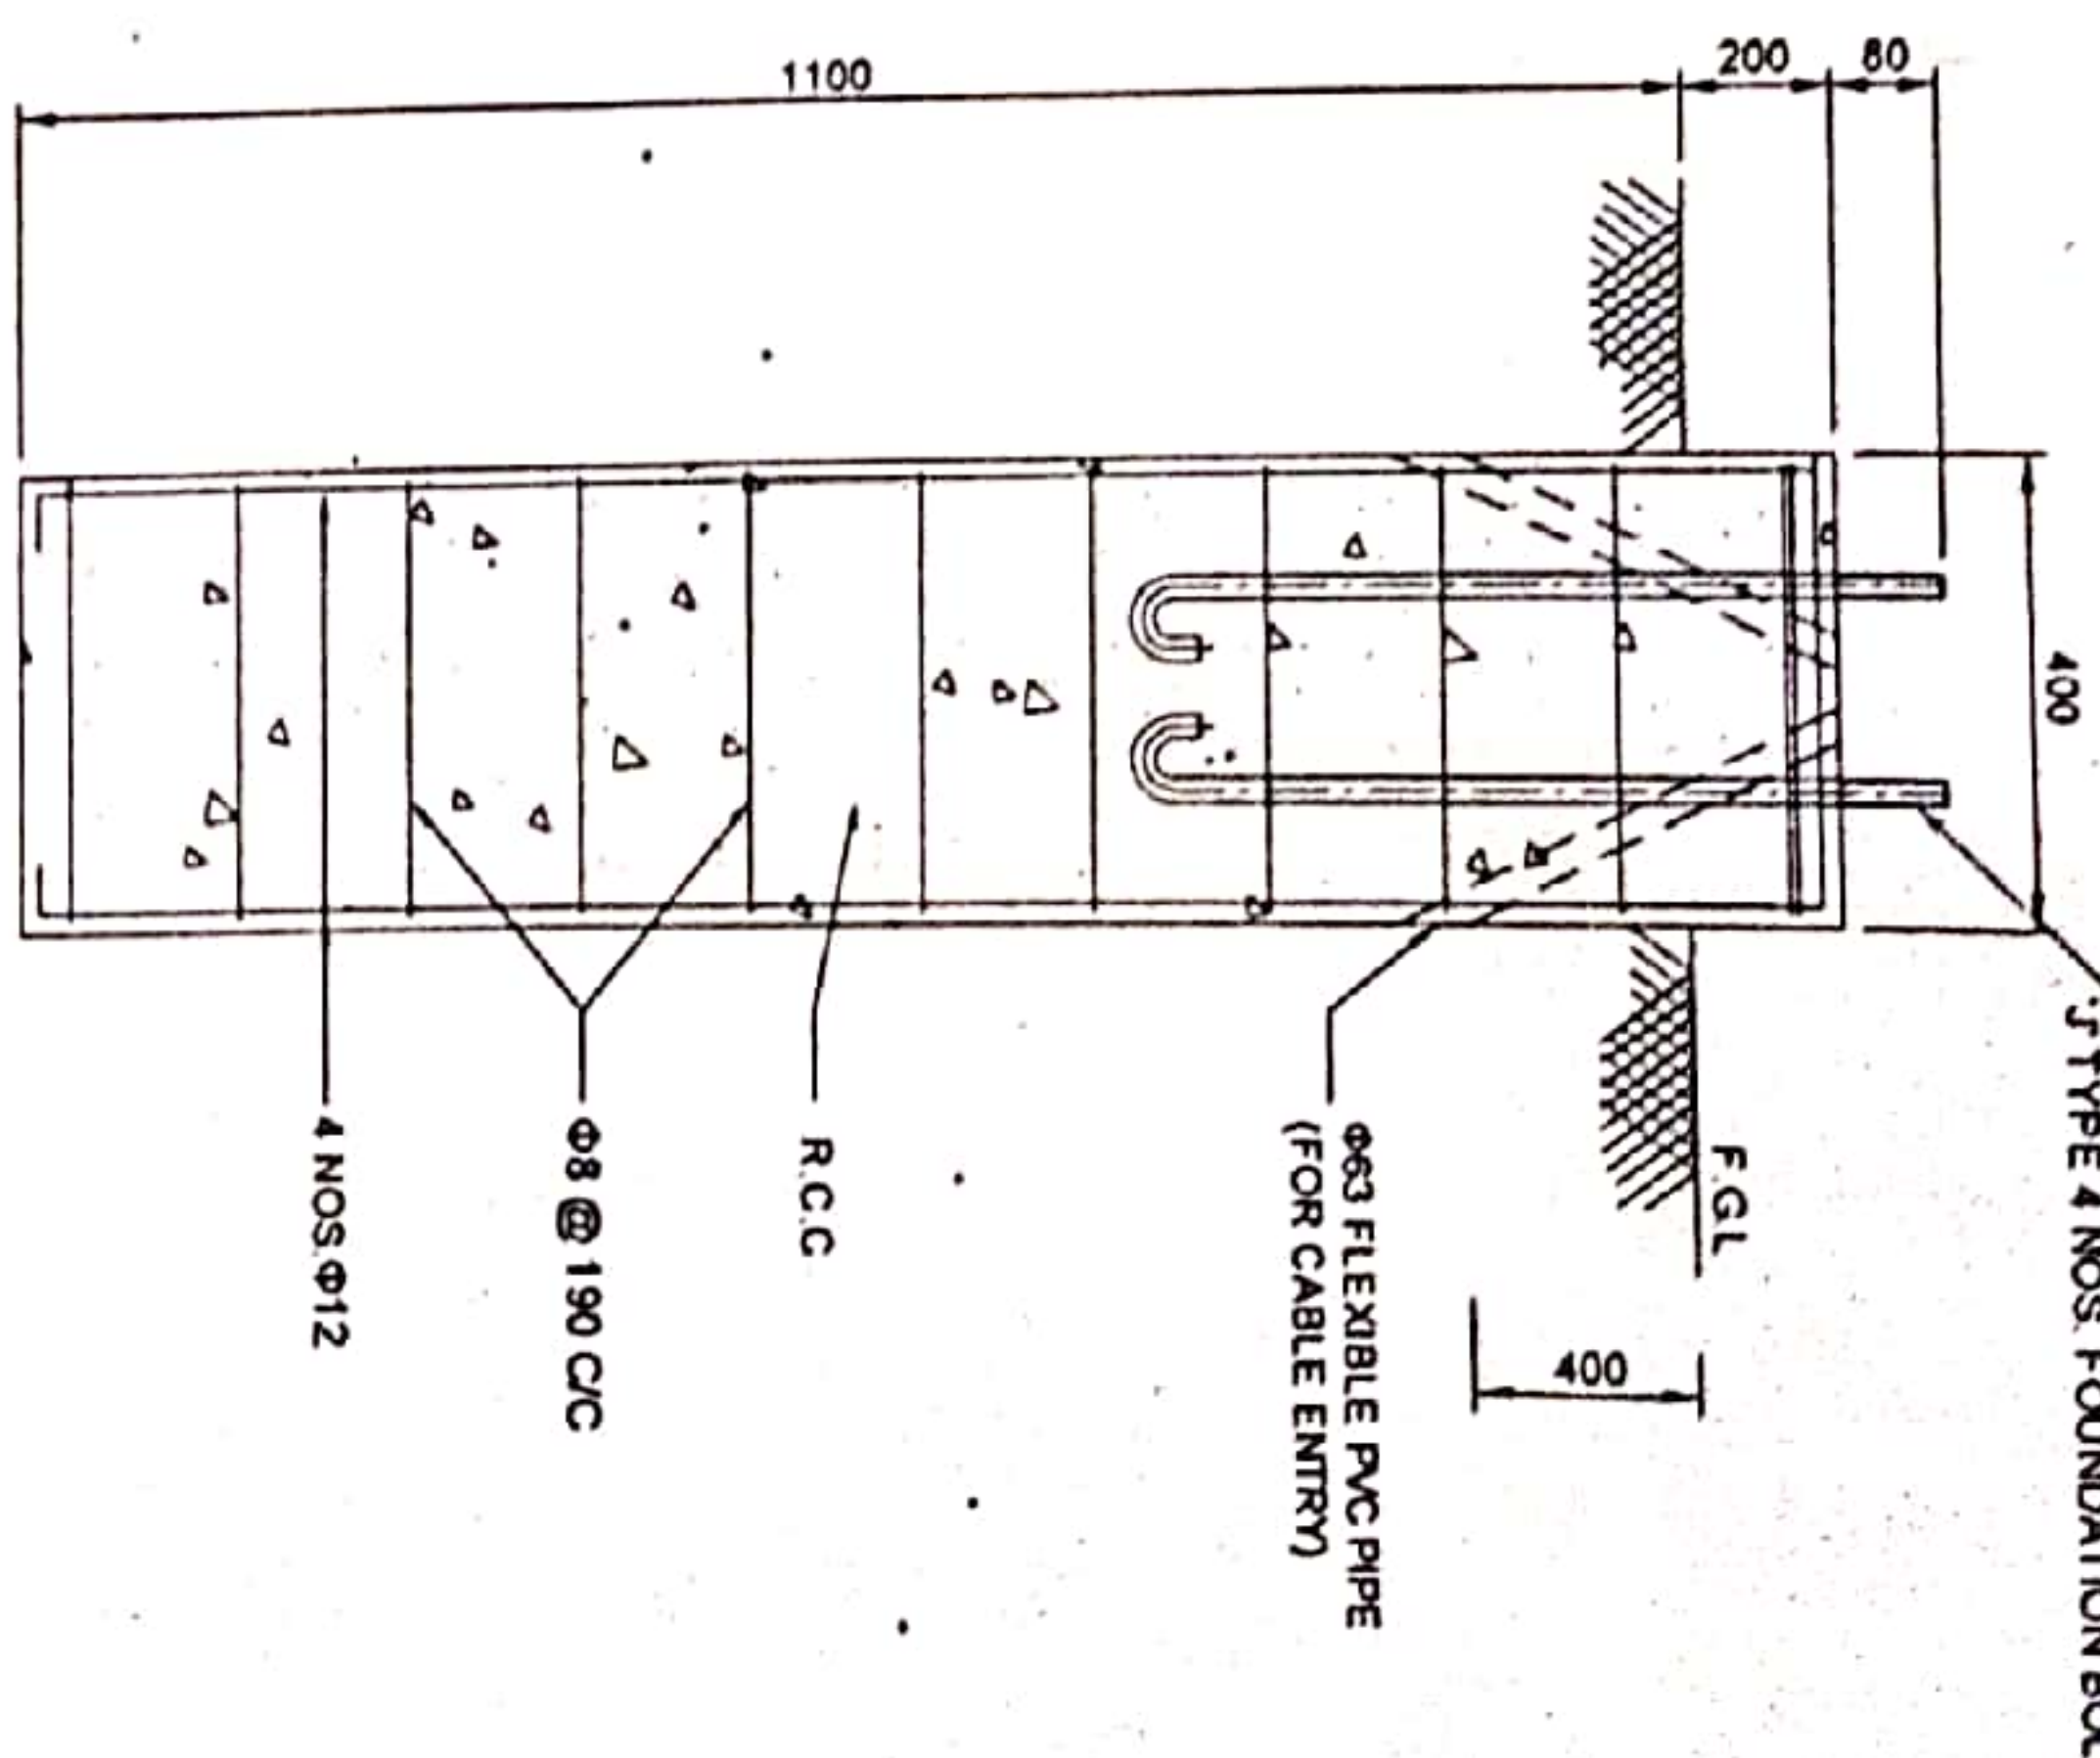 1100
200
80
400
'J' TYPE 4 NOS. FOUNDATION
F.G.L
400
Φ63 FLEXIBLE PVC PIPE
(FOR CABLE ENTRY)
R.C.C
Φ8 @ 190 C/C
4 NOS.Φ12